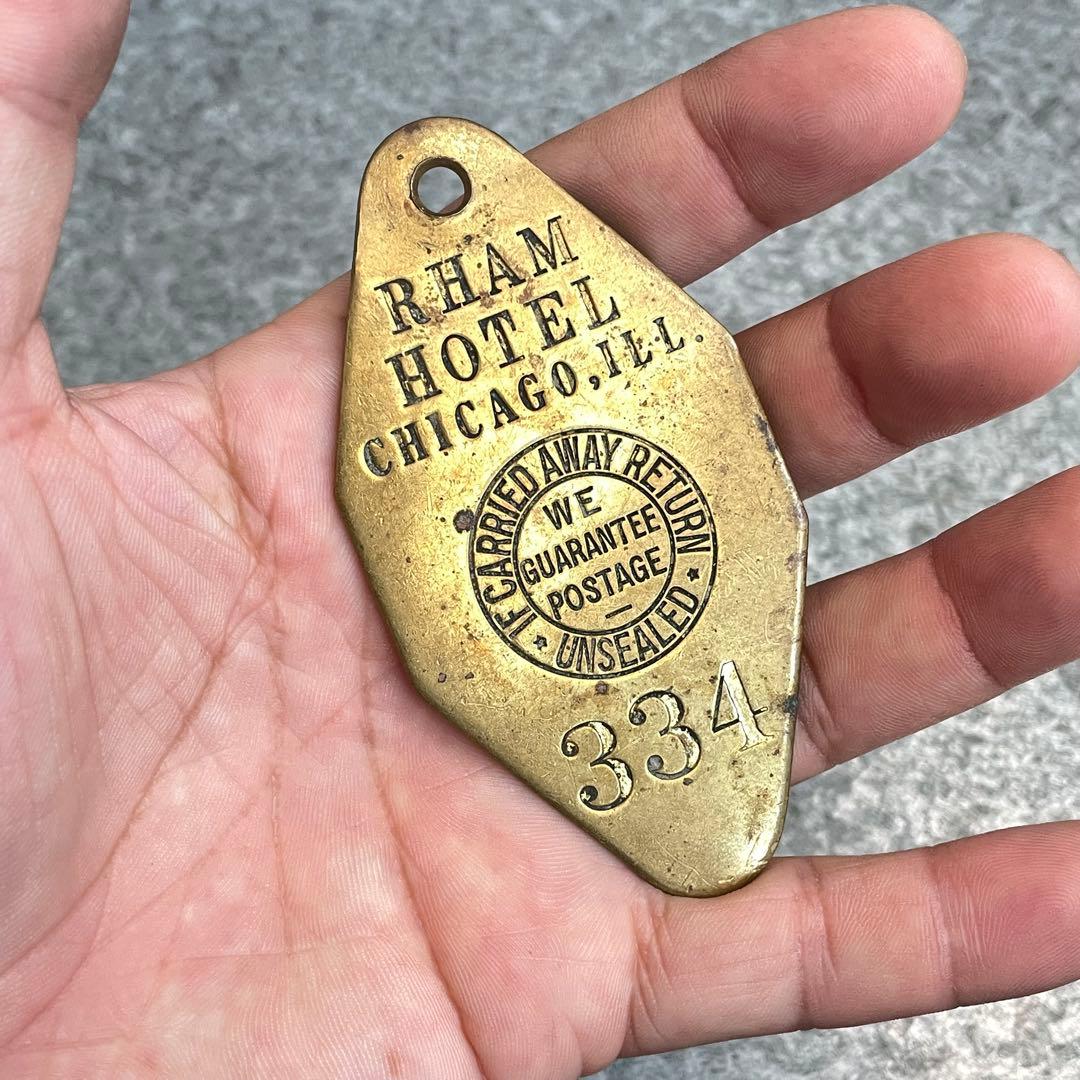 RHAM
HOTEL
CHICAGO, ILL.
IF CARRIED AWAY RETURN
UNSEALED
WE
GUARANTEE
POSTAGE
334